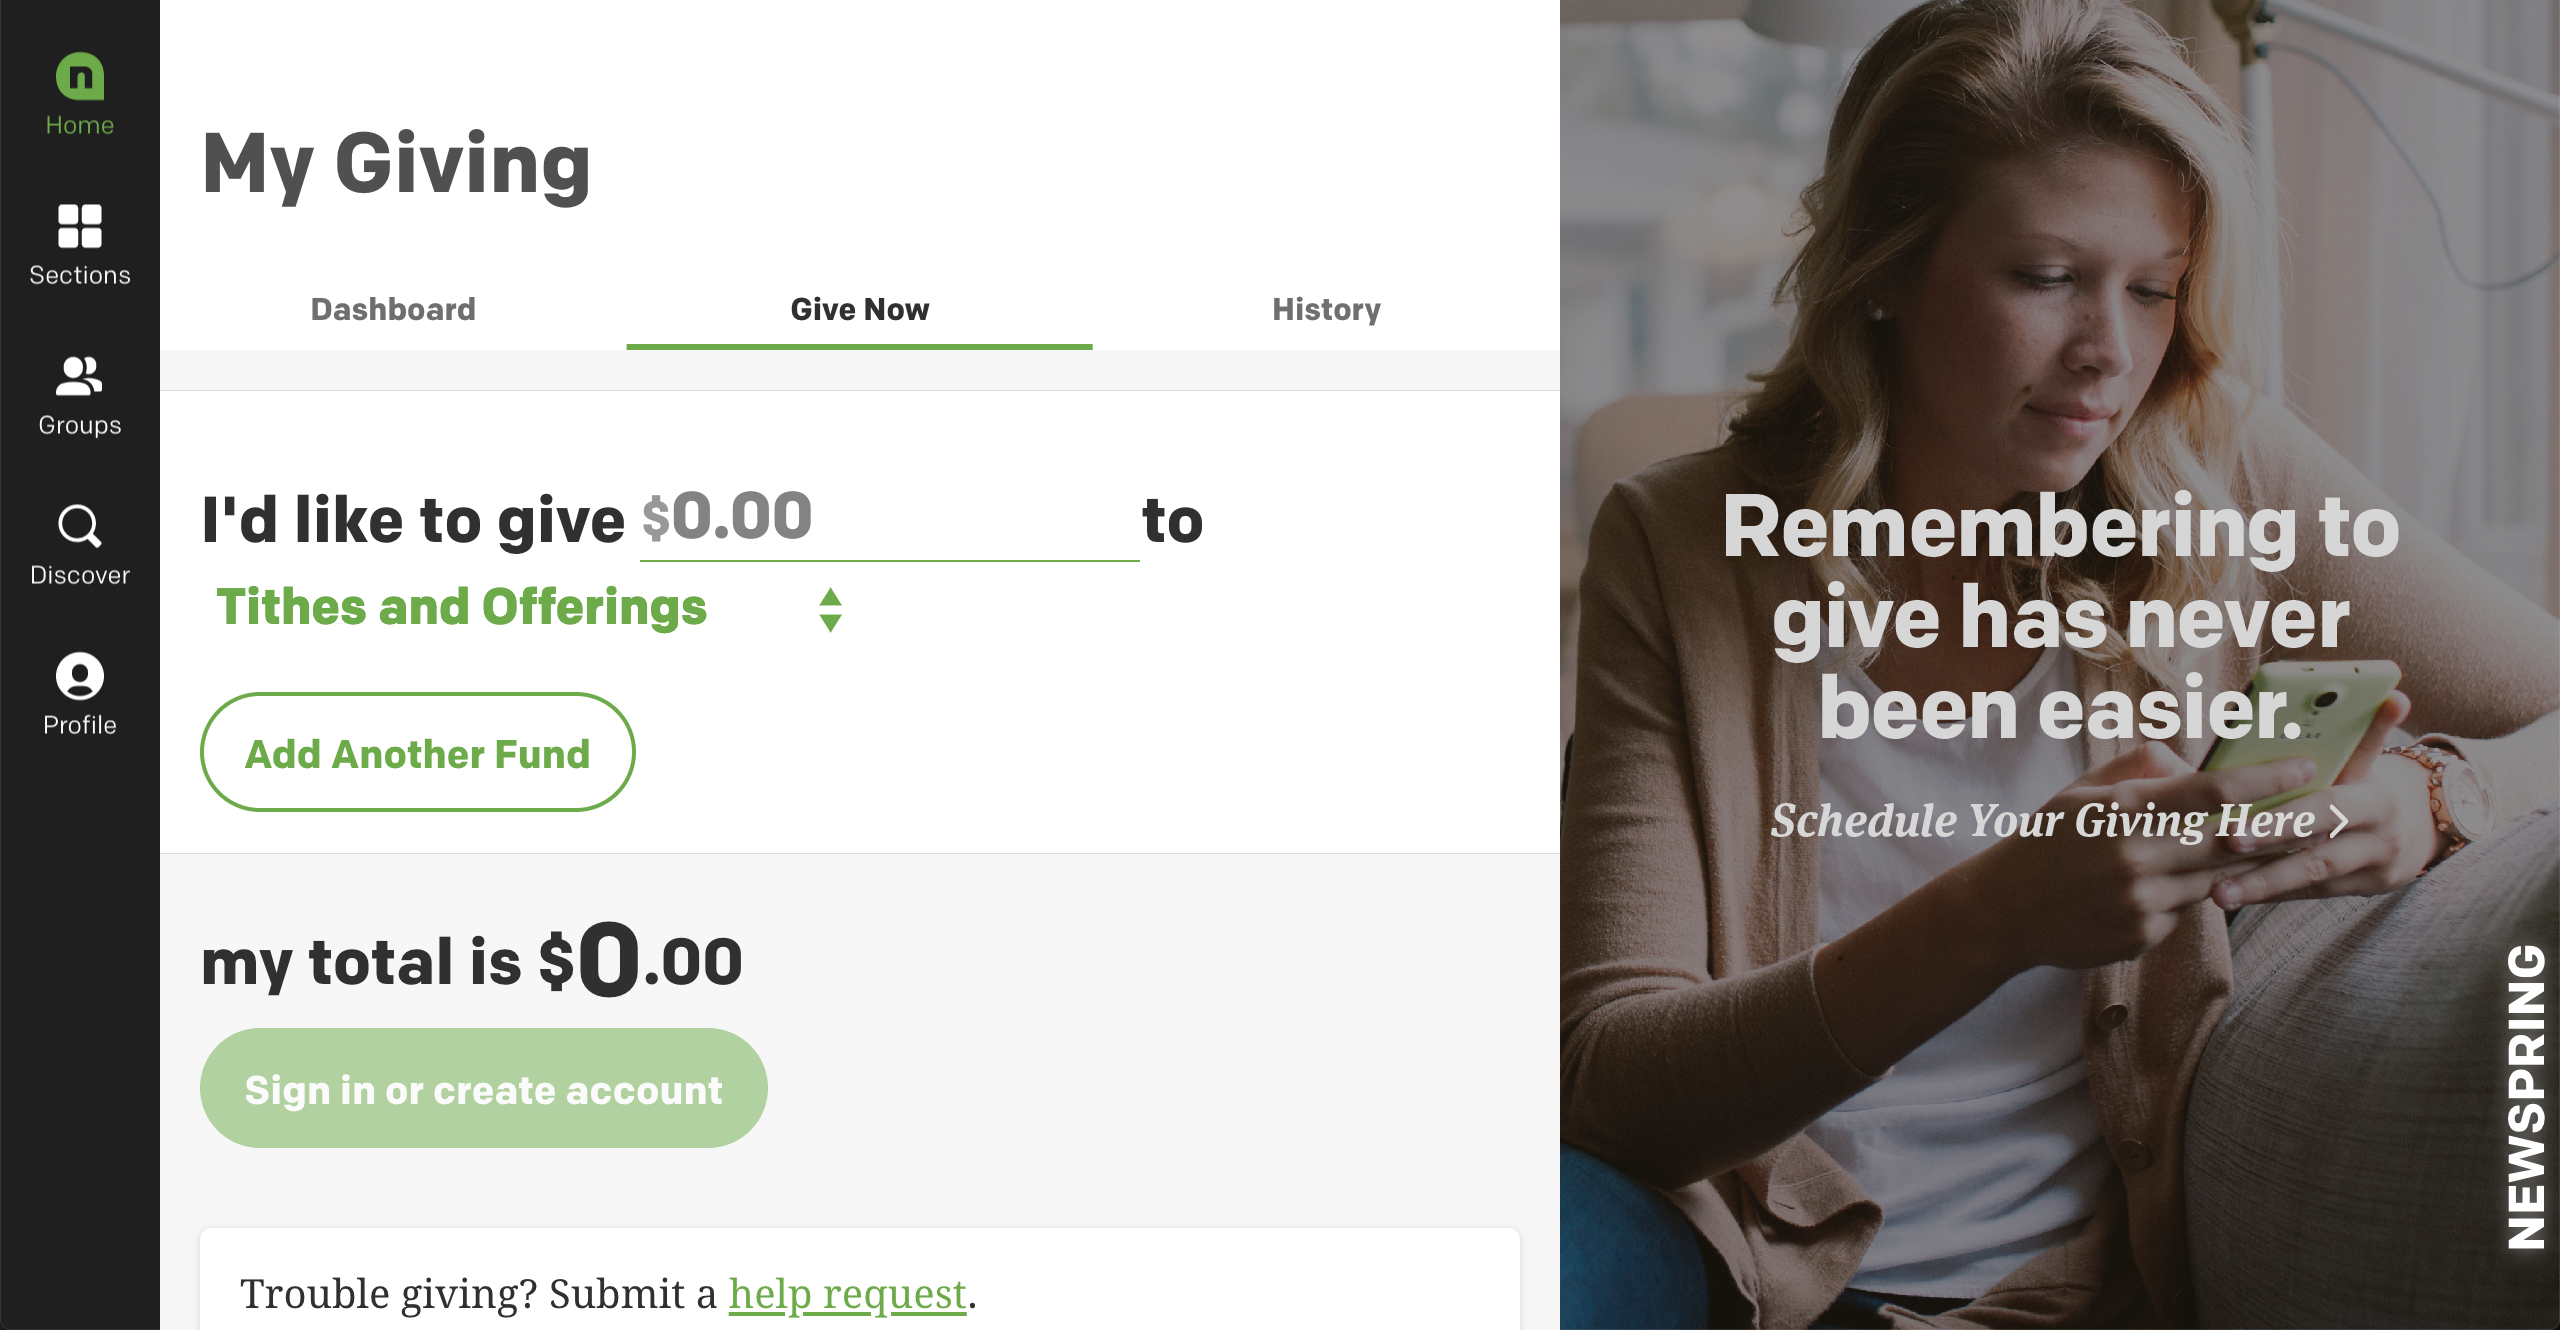 Home
Sections
Groups
Discover
Profile
My Giving
Dashboard
Give Now
History
I'd like to give $0.00 to
Tithes and Offerings
Add Another Fund
my total is $0.00
Sign in or create account
Trouble giving? Submit a help request.
Remembering to
give has never
been easier.
Schedule Your Giving Here
NEWSPRING